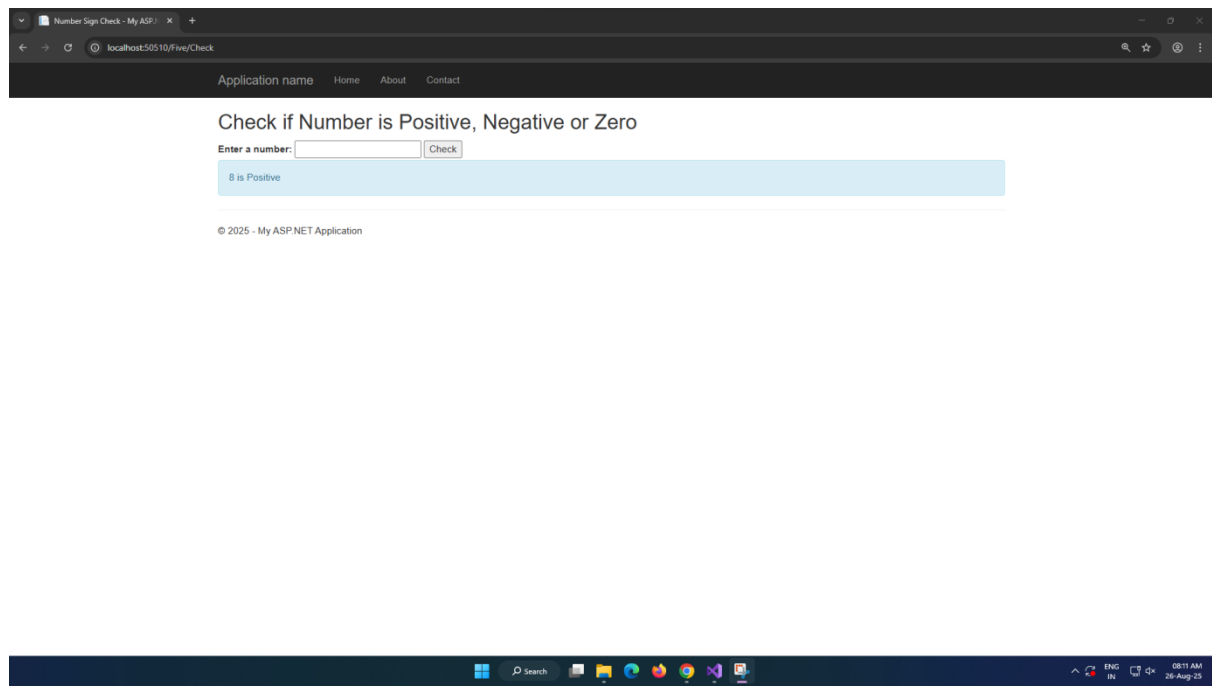 Number Sign Check - My ASP.N
localhost:50510/Five/Check
Application name Home About Contact
Check if Number is Positive, Negative or Zero
Enter a number: Check
8 is Positive
© 2025 - My ASP.NET Application
Search
ENG
IN
08:11 AM
26-Aug-25